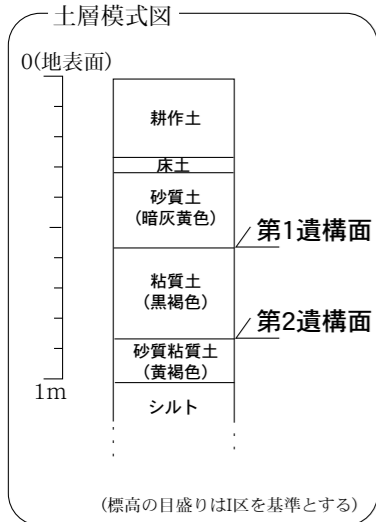 土層模式図
0(地表面)
耕作土
床土
砂質土
(暗灰黄色)
第1遺構面
粘質土
(黒褐色)
第2遺構面
砂質粘質土
(黄褐色)
1m
シルト
(標高の目盛りはI区を基準とする)